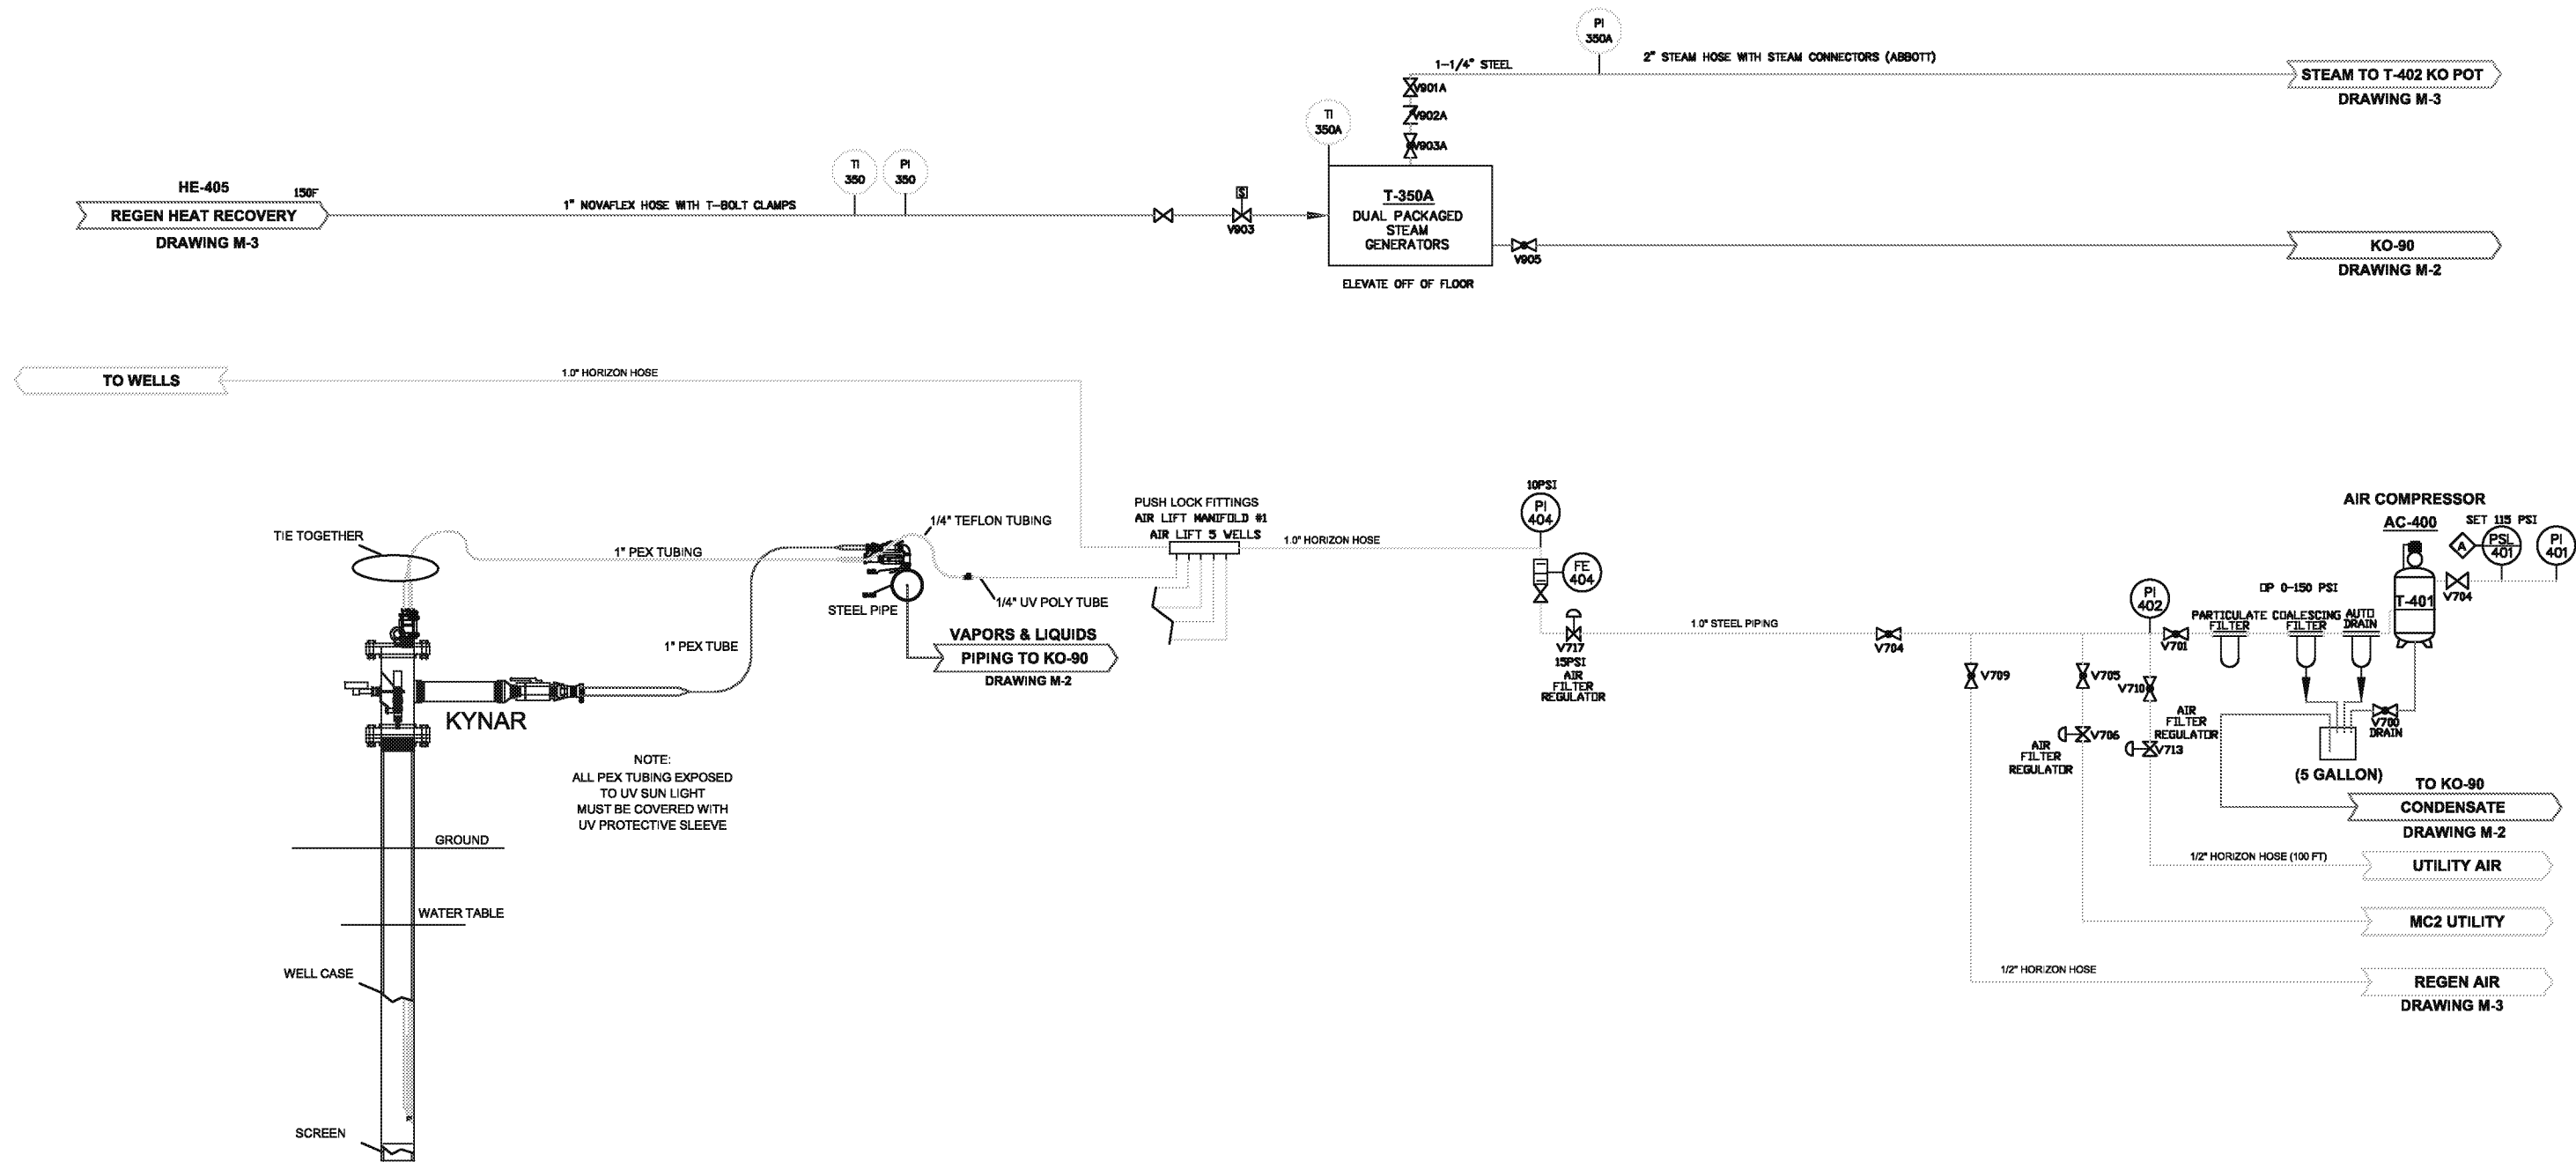 PI
350A
2" STEAM HOSE WITH STEAM CONNECTORS (ABBOTT)
1-1/4" STEEL
STEAM TO T-402 KO POT
DRAWING M-3
V901A
V902A
V903A
TI
350A
TI
350
PI
350
HE-405
150F
REGEN HEAT RECOVERY
DRAWING M-3
1" NOVAFLEX HOSE WITH T-BOLT CLAMPS
S
V903
T-350A
DUAL PACKAGED
STEAM
GENERATORS
ELEVATE OFF OF FLOOR
V905
KO-90
DRAWING M-2
TO WELLS
1.0" HORIZON HOSE
TIE TOGETHER
1" PEX TUBING
1" PEX TUBE
KYNAR
1/4" TEFLON TUBING
1/4" UV POLY TUBE
STEEL PIPE
VAPORS & LIQUIDS
PIPING TO KO-90
DRAWING M-2
PUSH LOCK FITTINGS
AIR LIFT MANIFOLD #1
AIR LIFT 5 WELLS
1.0" HORIZON HOSE
10PSI
PI
404
FE
404
V717
15PSI
AIR
FILTER
REGULATOR
1.0" STEEL PIPING
V704
V709
V705
V710
V706
AIR
FILTER
REGULATOR
AIR
FILTER
REGULATOR
V713
PI
402
V701
DP 0-150 PSI
PARTICULATE
FILTER
COALESCING
FILTER
AUTO
DRAIN
AIR COMPRESSOR
AC-400
SET 115 PSI
A
PSL
401
PI
401
T-401
V704
V700
DRAIN
(5 GALLON)
TO KO-90
CONDENSATE
DRAWING M-2
1/2" HORIZON HOSE (100 FT)
UTILITY AIR
MC2 UTILITY
1/2" HORIZON HOSE
REGEN AIR
DRAWING M-3
NOTE:
ALL PEX TUBING EXPOSED
TO UV SUN LIGHT
MUST BE COVERED WITH
UV PROTECTIVE SLEEVE
GROUND
WATER TABLE
WELL CASE
SCREEN